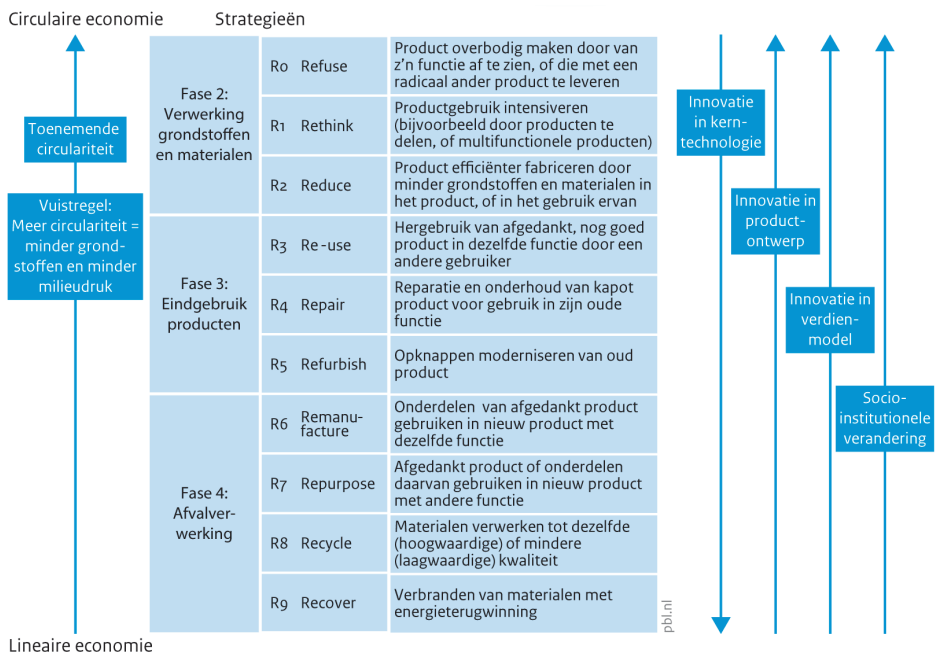 Circulaire economie
Strategieën
Toenemende
circulariteit
Vuistregel:
Meer circulariteit =
minder grond-
stoffen en minder
milieudruk
Fase 2:
Verwerking
grondstoffen
en materialen
R0 Refuse
Product overbodig maken door van
z'n functie af te zien, of die met een
radicaal ander product te leveren
R1 Rethink
Productgebruik intensiveren
(bijvoorbeeld door producten te
delen, of multifunctionele producten)
R2 Reduce
Product efficiënter fabriceren door
minder grondstoffen en materialen in
het product, of in het gebruik ervan
Fase 3:
Eindgebruik
producten
R3 Re-use
Hergebruik van afgedankt, nog goed
product in dezelfde functie door een
andere gebruiker
R4 Repair
Reparatie en onderhoud van kapot
product voor gebruik in zijn oude
functie
R5 Refurbish
Opknappen moderniseren van oud
product
Fase 4:
Afvalver-
werking
R6 Remanu-
facture
Onderdelen van afgedankt product
gebruiken in nieuw product met
dezelfde functie
R7 Repurpose
Afgedankt product of onderdelen
daarvan gebruiken in nieuw product
met andere functie
R8 Recycle
Materialen verwerken tot dezelfde
(hoogwaardige) of mindere
(laagwaardige) kwaliteit
R9 Recover
Verbranden van materialen met
energieterugwinning
pbl.nl
Innovatie
in kern-
technologie
Innovatie in
product-
ontwerp
Innovatie in
verdien-
model
Socio-
institutionele
verandering
Lineaire economie